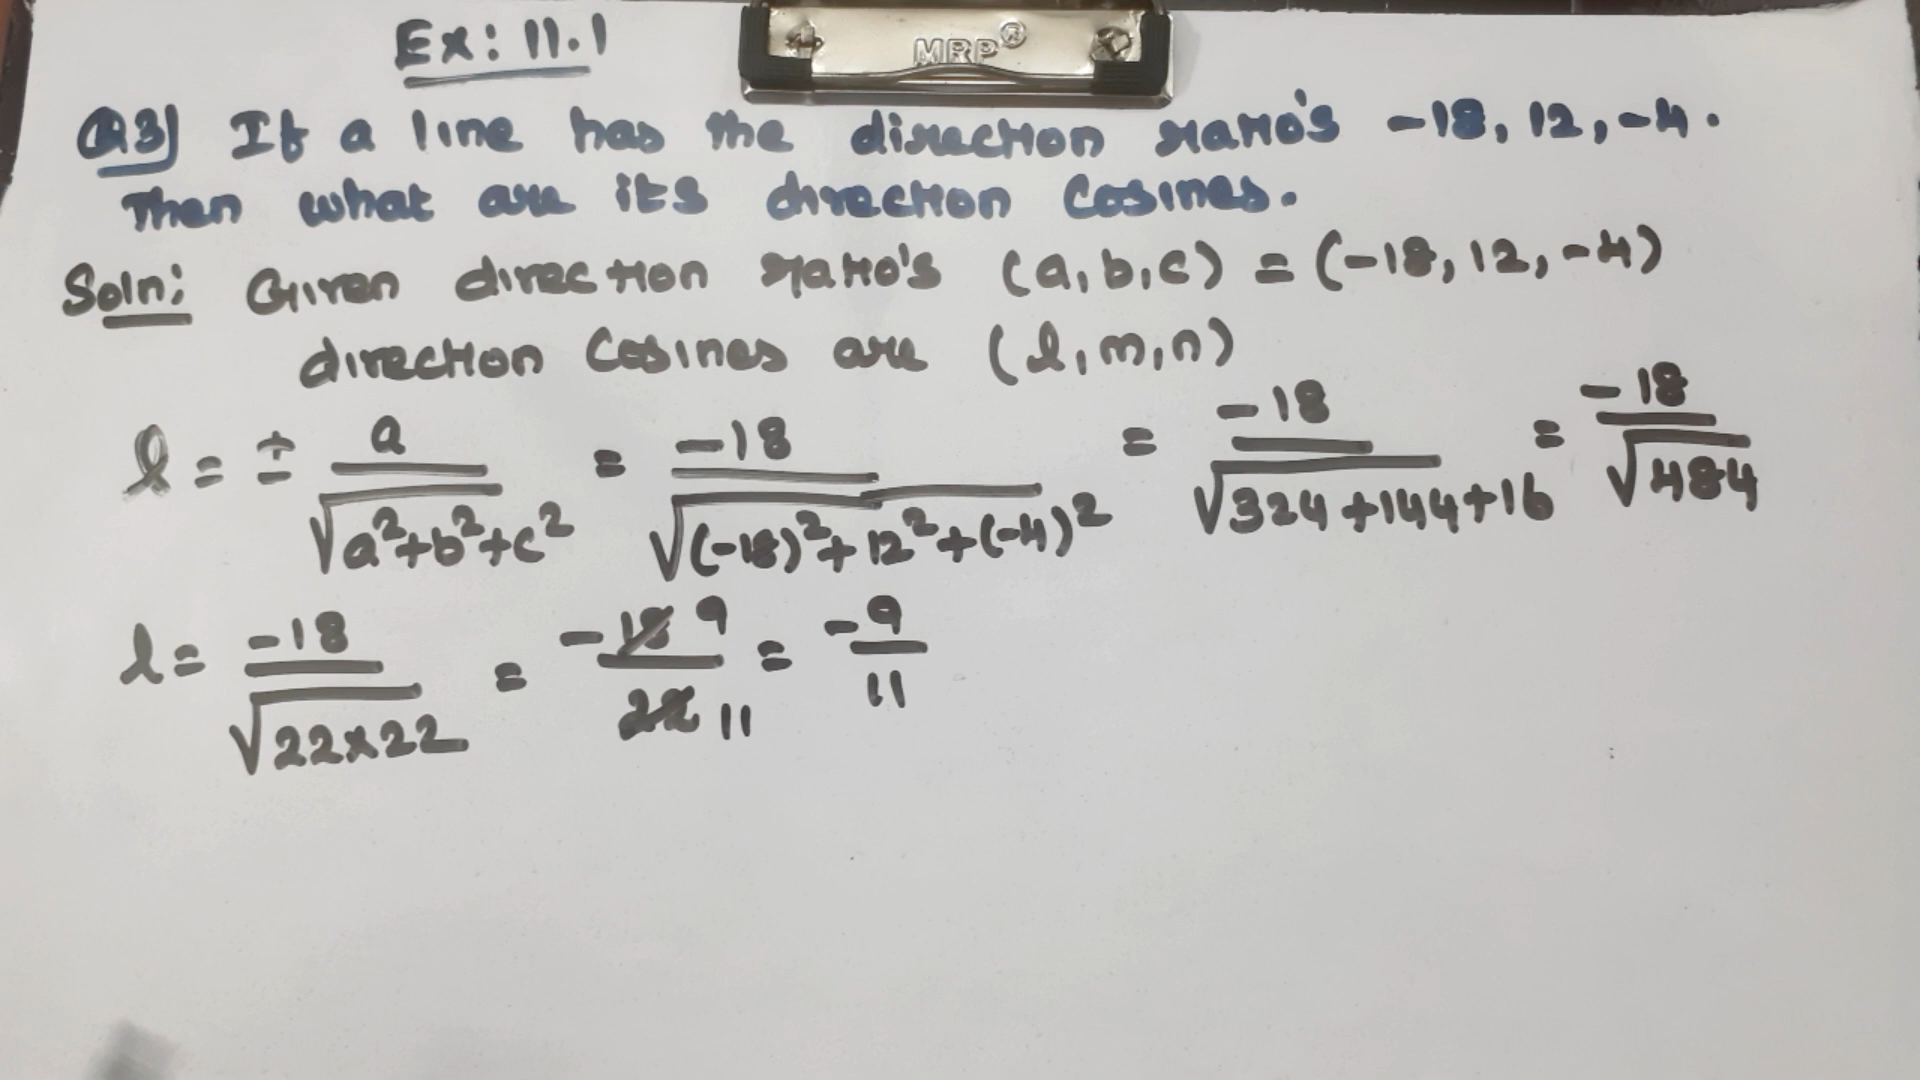 Ex: 11.1
MRP®
Q3) If a line has the direction ratio's -18, 12, -4.
Then what are its direction Cosines.
Soln: Given direction ratio's (a, b, c) = (-18, 12, -4)
direction Cosines are (l, m, n)
l = ± a/√(a²+b²+c²) = -18/√((-18)²+12²+(-4)²) = -18/√(324+144+16) = -18/√484
l = -18/√(22×22) = -18 9/22 11 = -9/11